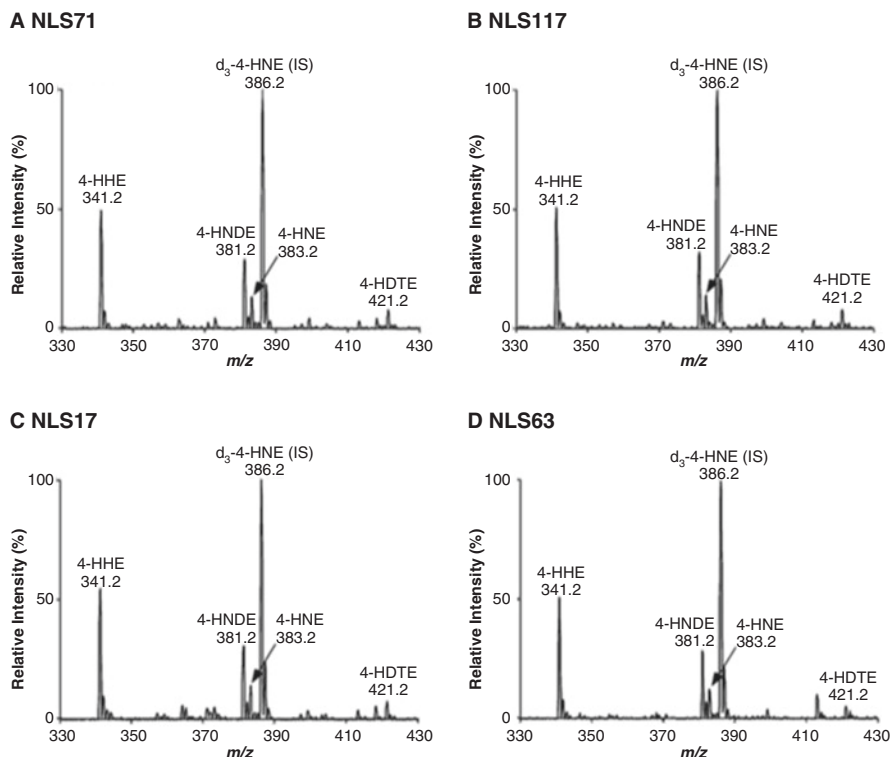 A NLS71
d3-4-HNE (IS)
386.2
100
4-HHE
341.2
4-HNDE
381.2
4-HNE
383.2
4-HDTE
421.2
50
0
Relative Intensity (%)
330 350 370 390 410 430
m/z
B NLS117
d3-4-HNE (IS)
386.2
100
4-HHE
341.2
4-HNDE
381.2
4-HNE
383.2
4-HDTE
421.2
50
0
Relative Intensity (%)
330 350 370 390 410 430
m/z
C NLS17
d3-4-HNE (IS)
386.2
100
4-HHE
341.2
4-HNDE
381.2
4-HNE
383.2
4-HDTE
421.2
50
0
Relative Intensity (%)
330 350 370 390 410 430
m/z
D NLS63
d3-4-HNE (IS)
386.2
100
4-HHE
341.2
4-HNDE
381.2
4-HNE
383.2
4-HDTE
421.2
50
0
Relative Intensity (%)
330 350 370 390 410 430
m/z